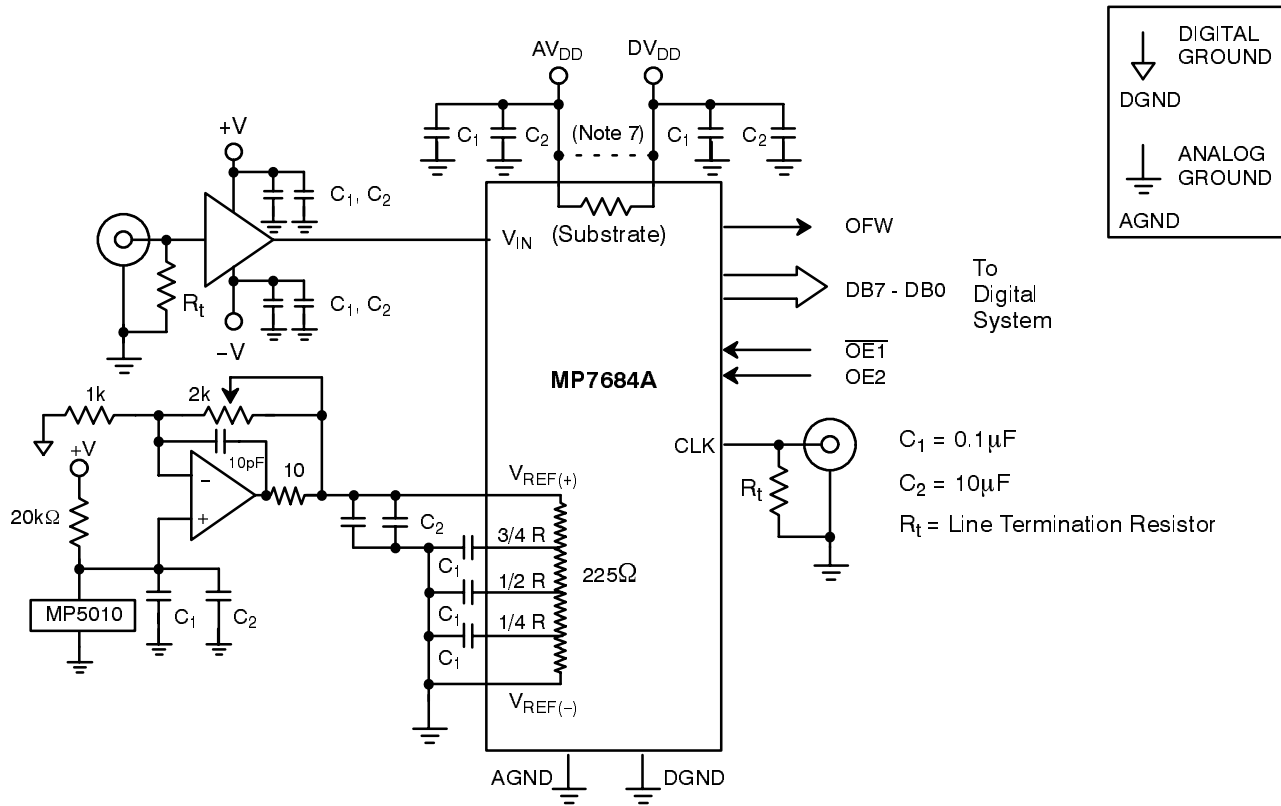 AVDD
DVDD
DIGITAL
GROUND
DGND
ANALOG
GROUND
AGND
+V
C1
C2
(Note 7)
C1
C2
C1, C2
(Substrate)
VIN
OFW
Rt
C1, C2
DB7 - DB0
To
Digital
System
−V
OE1
OE2
MP7684A
1k
2k
+V
10pF
10
−
+
CLK
Rt
C1 = 0.1µF
C2 = 10µF
Rt = Line Termination Resistor
VREF(+)
20kΩ
C2
3/4 R
C1
1/2 R
225Ω
C1
1/4 R
C1
MP5010
C1
C2
VREF(−)
AGND
DGND